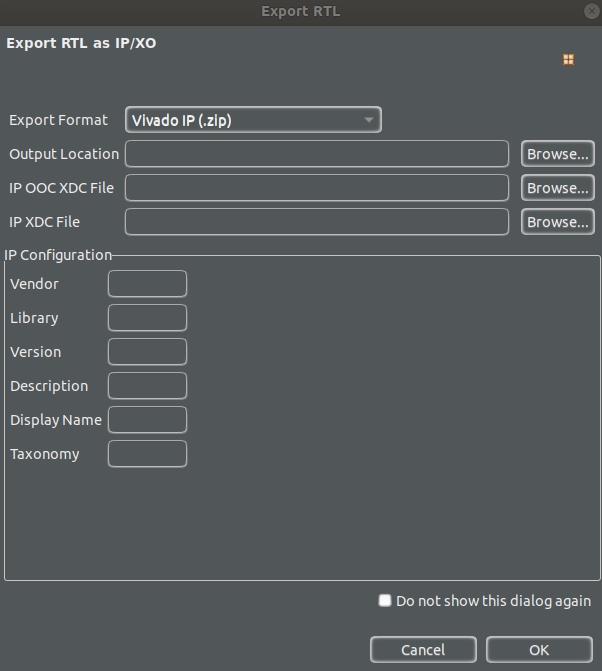 Export RTL
Export RTL as IP/XO
Export Format Vivado IP (.zip)
Output Location Browse...
IP OOC XDC File Browse...
IP XDC File Browse...
IP Configuration
Vendor
Library
Version
Description
Display Name
Taxonomy
Do not show this dialog again
Cancel OK